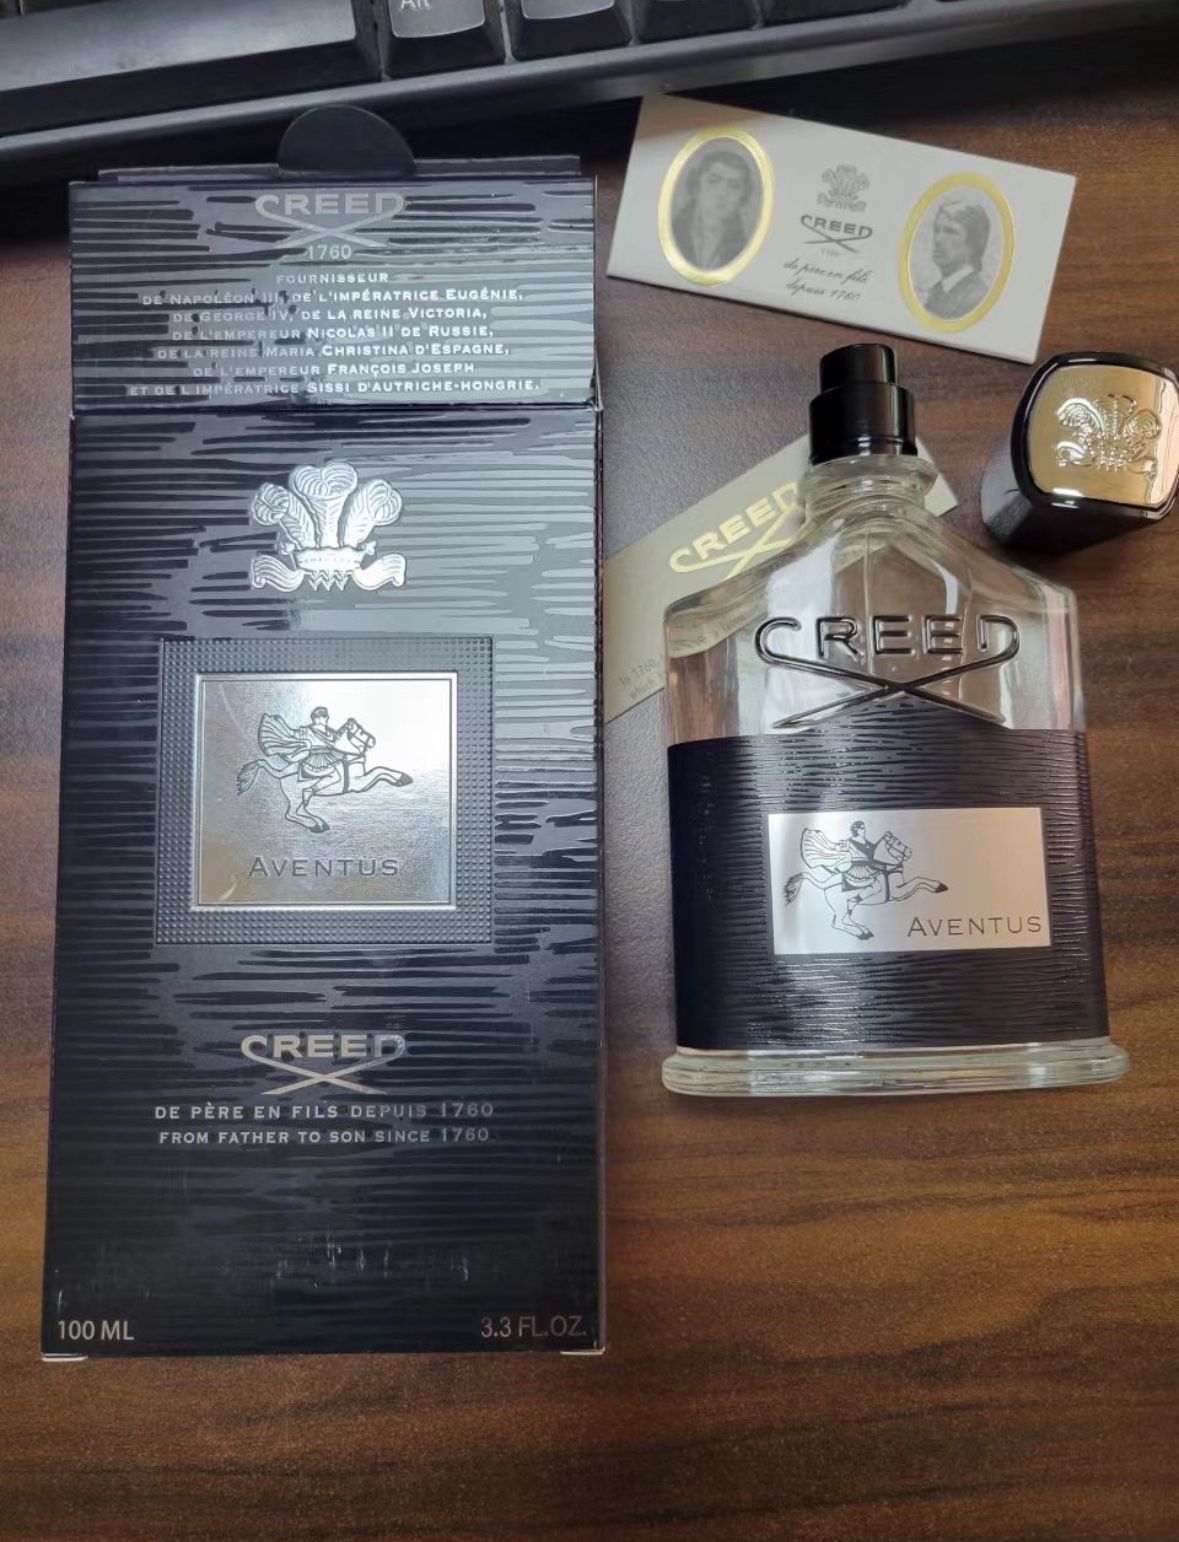 Alt
CREED
1760
FOURNISSEUR
DE NAPOLÉON III, DE L'IMPÉRATRICE EUGÉNIE,
DE GEORGE IV, DE LA REINE VICTORIA,
DE L'EMPEREUR NICOLAS II DE RUSSIE,
DE LA REINE MARIA CHRISTINA D'ESPAGNE,
DE L'EMPEREUR FRANÇOIS JOSEPH
ET DE L'IMPÉRATRICE SISSI D'AUTRICHE-HONGRIE.
AVENTUS
CREED
DE PÈRE EN FILS DEPUIS 1760
FROM FATHER TO SON SINCE 1760
100 ML
3.3 FL.OZ.
CREED
de père en fils
depuis 1760
CREED
CREED
AVENTUS